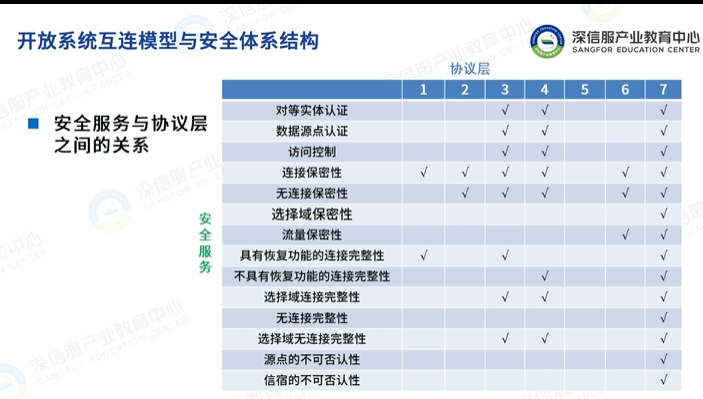 开放系统互连模型与安全体系结构
深信服产业教育中心
SANGFOR EDUCATION CENTER
协议层
安全服务与协议层
之间的关系
安全服务
1 2 3 4 5 6 7
对等实体认证 √ √ √
数据源点认证 √ √ √
访问控制 √ √ √
连接保密性 √ √ √ √ √ √
无连接保密性 √ √ √ √ √
选择域保密性 √
流量保密性 √ √
具有恢复功能的连接完整性 √ √ √
不具有恢复功能的连接完整性 √ √
选择域连接完整性 √ √ √
无连接完整性 √
选择域无连接完整性 √ √ √
源点的不可否认性 √
信宿的不可否认性 √